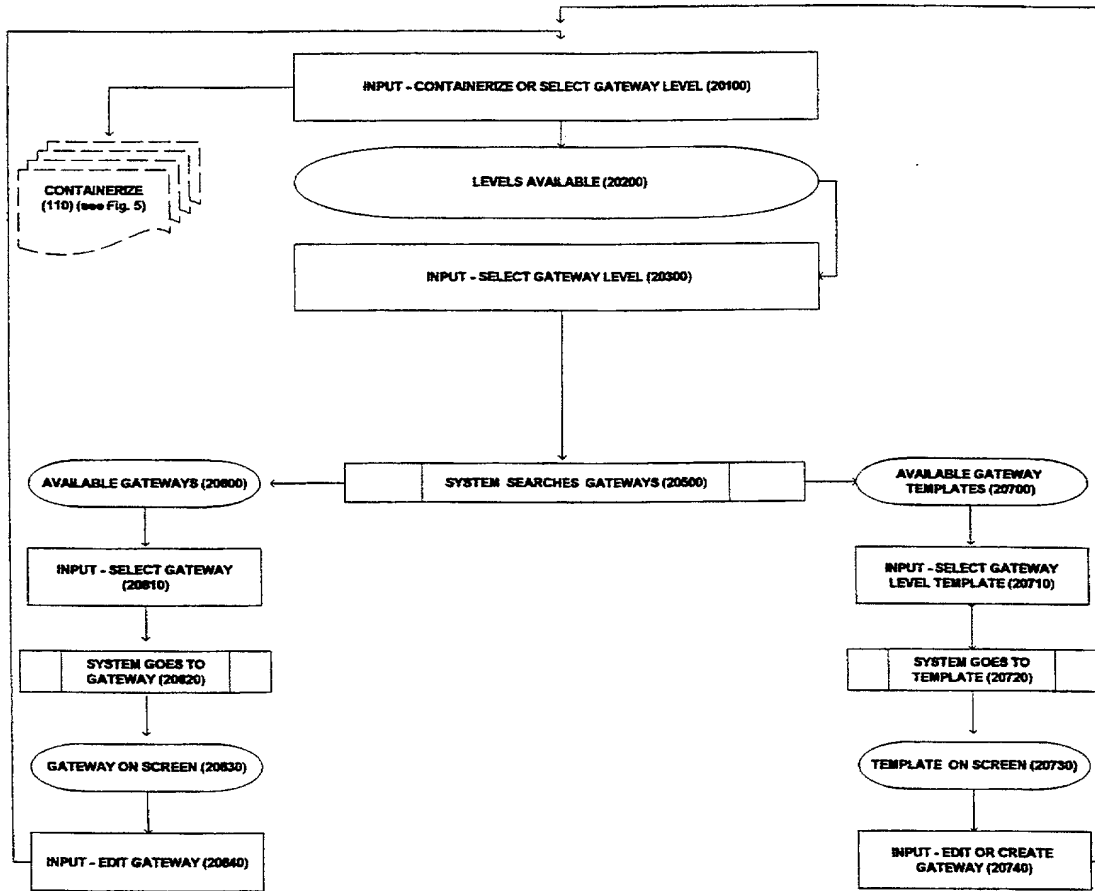 INPUT - CONTAINERIZE OR SELECT GATEWAY LEVEL (20100)
CONTAINERIZE
(110) (see Fig. 5)
LEVELS AVAILABLE (20200)
INPUT - SELECT GATEWAY LEVEL (20300)
AVAILABLE GATEWAYS (20600)
SYSTEM SEARCHES GATEWAYS (20500)
AVAILABLE GATEWAY
TEMPLATES (20700)
INPUT - SELECT GATEWAY
(20610)
INPUT - SELECT GATEWAY
LEVEL TEMPLATE (20710)
SYSTEM GOES TO
GATEWAY (20620)
SYSTEM GOES TO
TEMPLATE (20720)
GATEWAY ON SCREEN (20630)
TEMPLATE ON SCREEN (20730)
INPUT - EDIT GATEWAY (20640)
INPUT - EDIT OR CREATE
GATEWAY (20740)